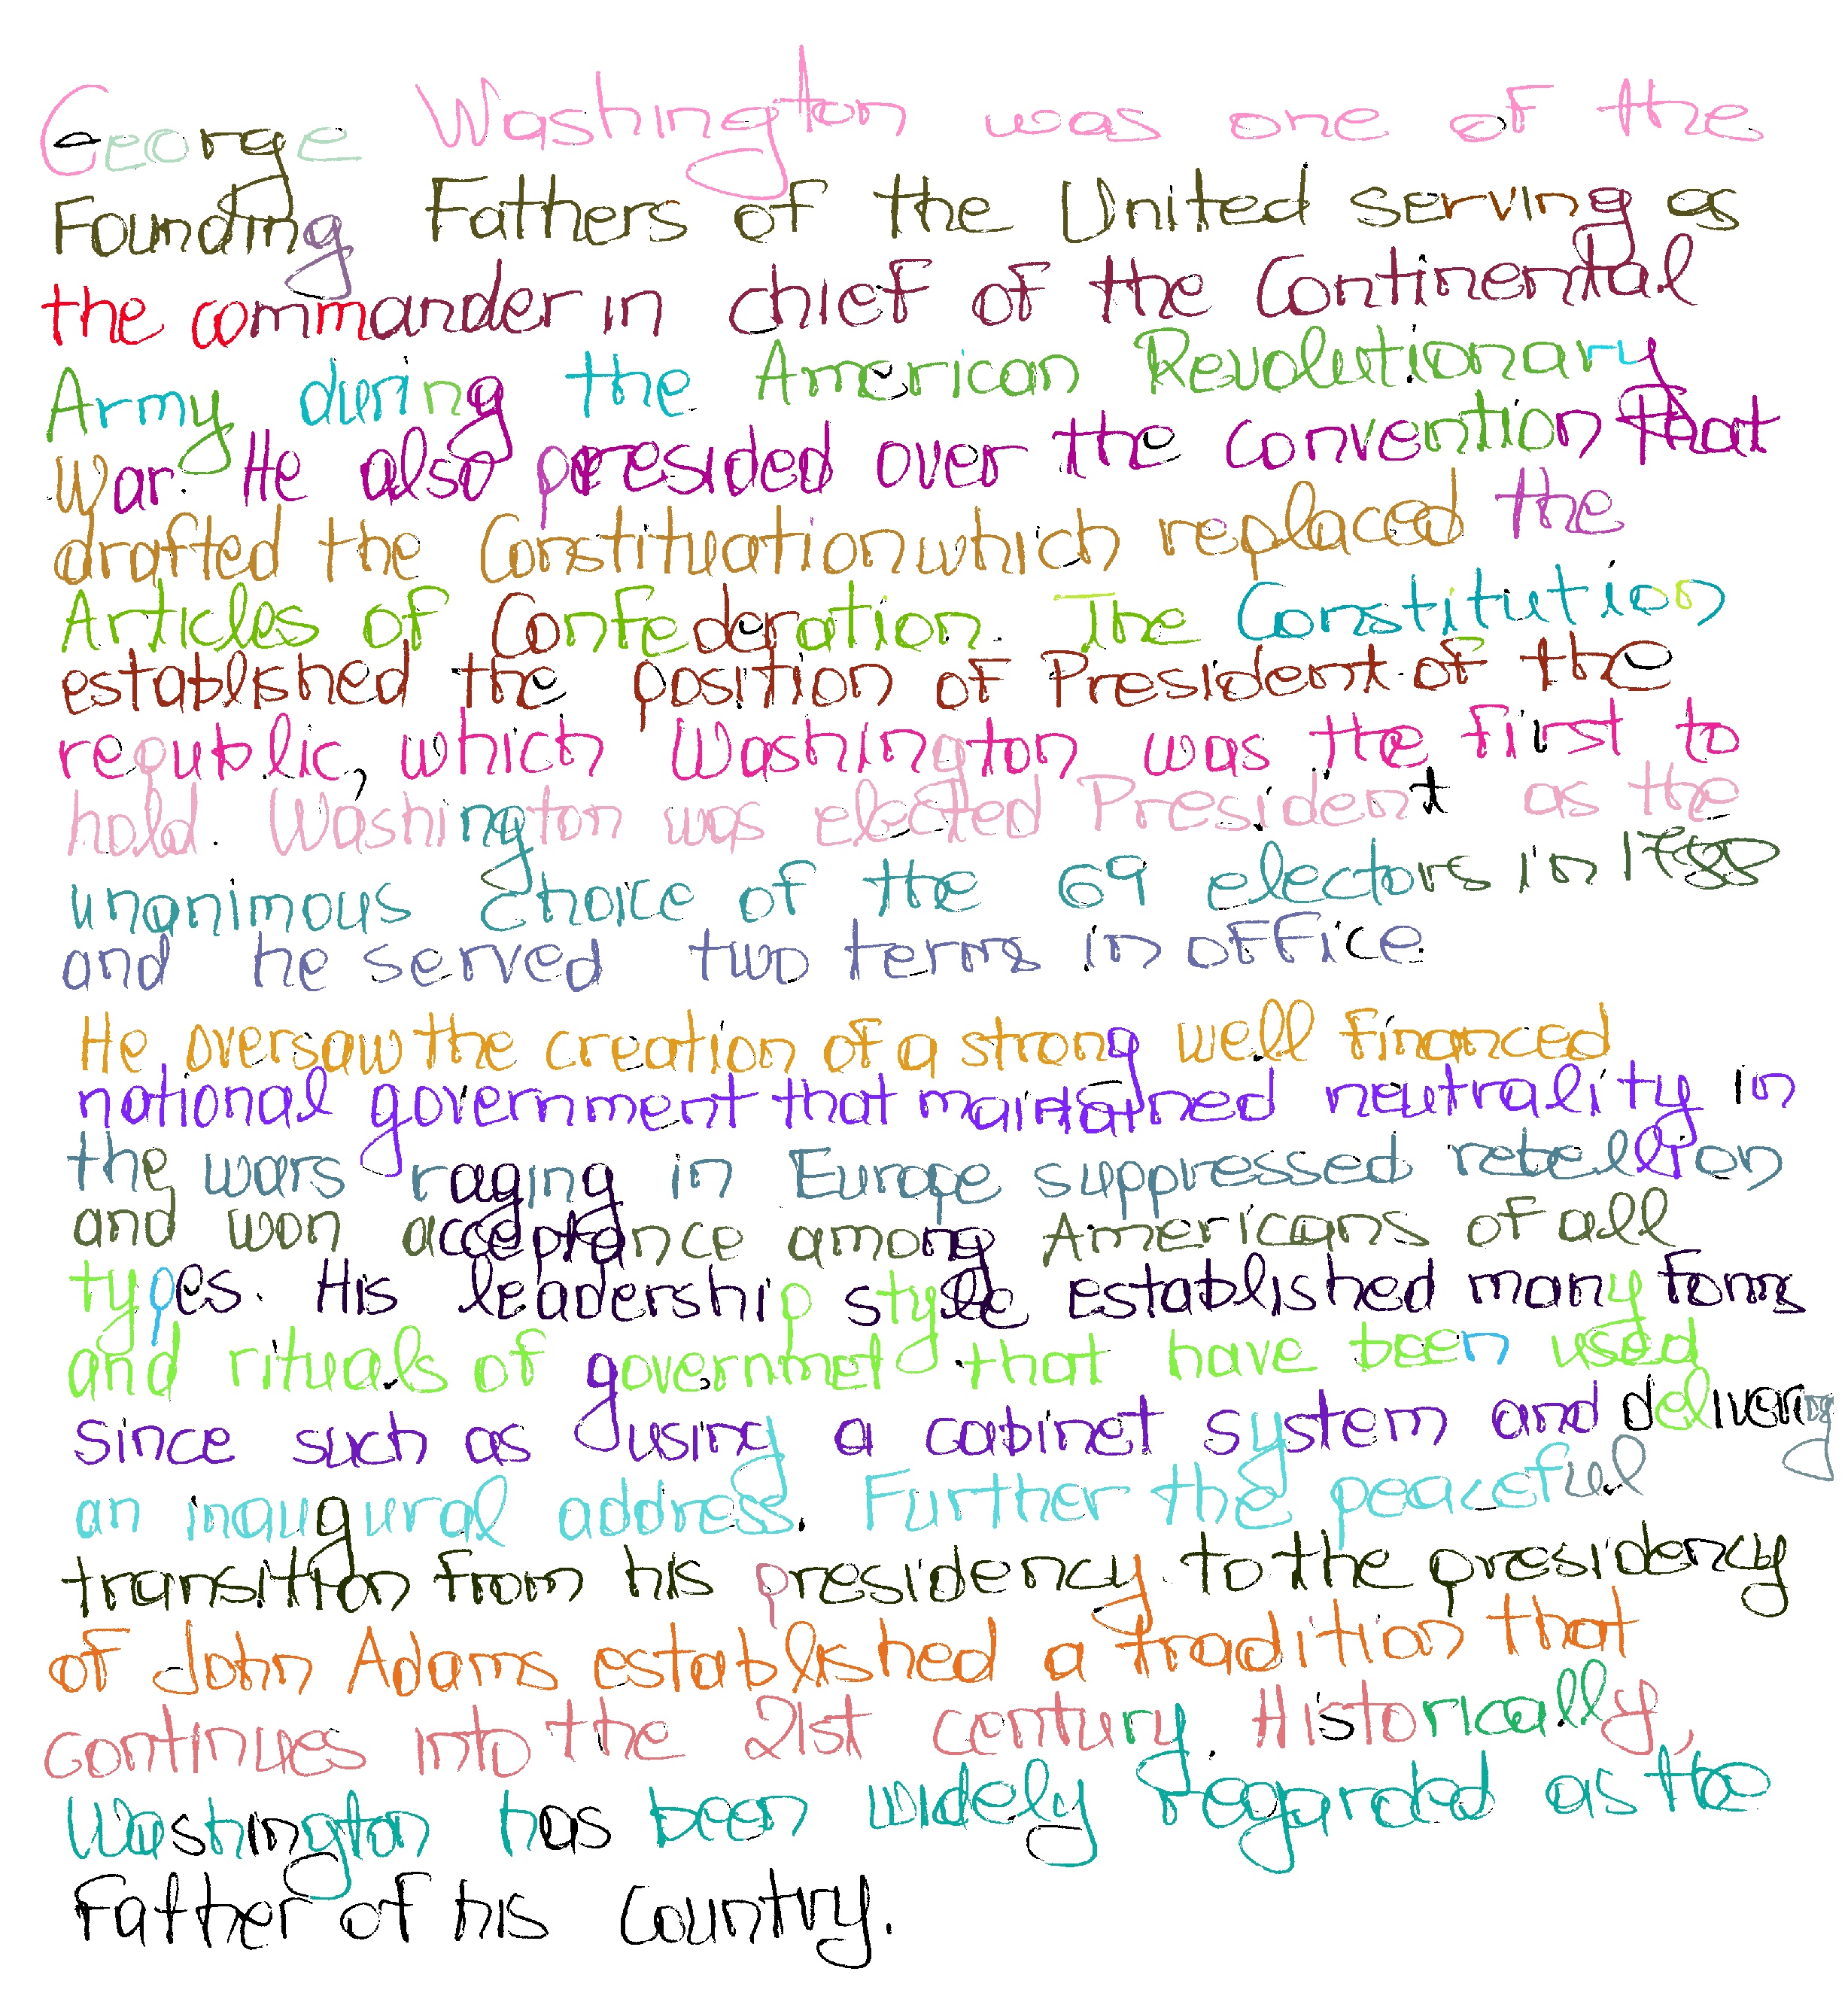 George Washington was one of the
Founding Fathers of the United serving as
the commander in chief of the Continental
Army during the American Revolutionary
war. He also presided over the convention that
drafted the Constituation which replaced the
Articles of Confederation. The Constitution
established the position of President of the
republic, which Washington was the first to
hold. Washington was elected President as the
unanimous choice of the 69 electors in 1788
and he served two terms in office.
He oversaw the creation of a strong well financed
national government that maintained neutrality in
the wars raging in Europe suppressed rebellion
and won acceptance among Americans of all
types. His leadership style established many forms
and rituals of governmet that have been used
since such as using a cabinet system and delivering
an inaugural address. Further the peaceful
transition from his presidency to the presidency
of John Adams established a tradition that
continues into the 21st century. Historically,
Washington has been widely regarded as the
Father of his country.